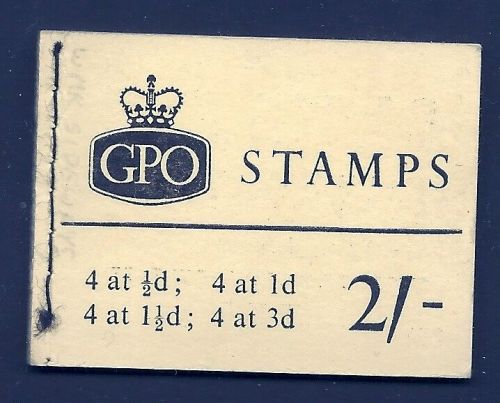 GPO STAMPS
4 at ½d; 4 at 1d
4 at 1½d; 4 at 3d
2/-